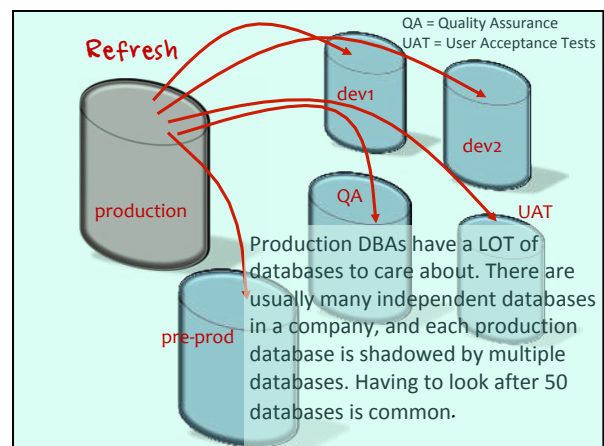 QA = Quality Assurance
UAT = User Acceptance Tests
Refresh
dev1
dev2
production
QA
UAT
pre-prod
Production DBAs have a LOT of
databases to care about. There are
usually many independent databases
in a company, and each production
database is shadowed by multiple
databases. Having to look after 50
databases is common.